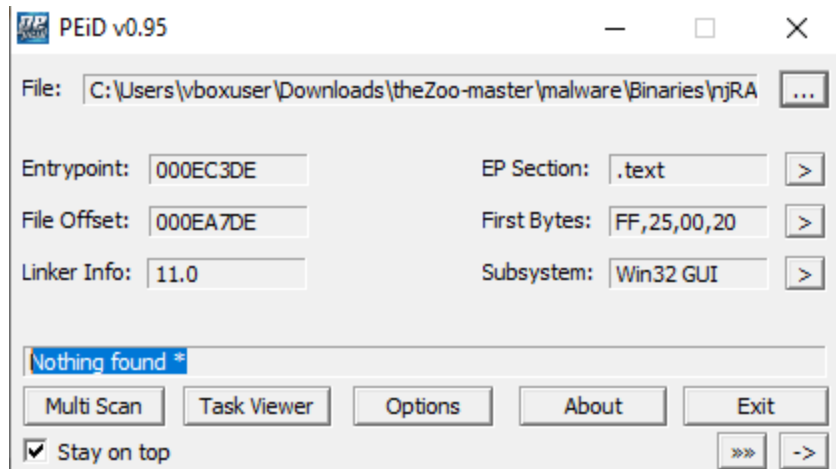 PEiD v0.95
File: C:\Users\vboxuser\Downloads\theZoo-master\malware\Binaries\njRA ...
Entrypoint: 000EC3DE EP Section: .text >
File Offset: 000EA7DE First Bytes: FF,25,00,20 >
Linker Info: 11.0 Subsystem: Win32 GUI >
Nothing found *
Multi Scan Task Viewer Options About Exit
Stay on top »» ->